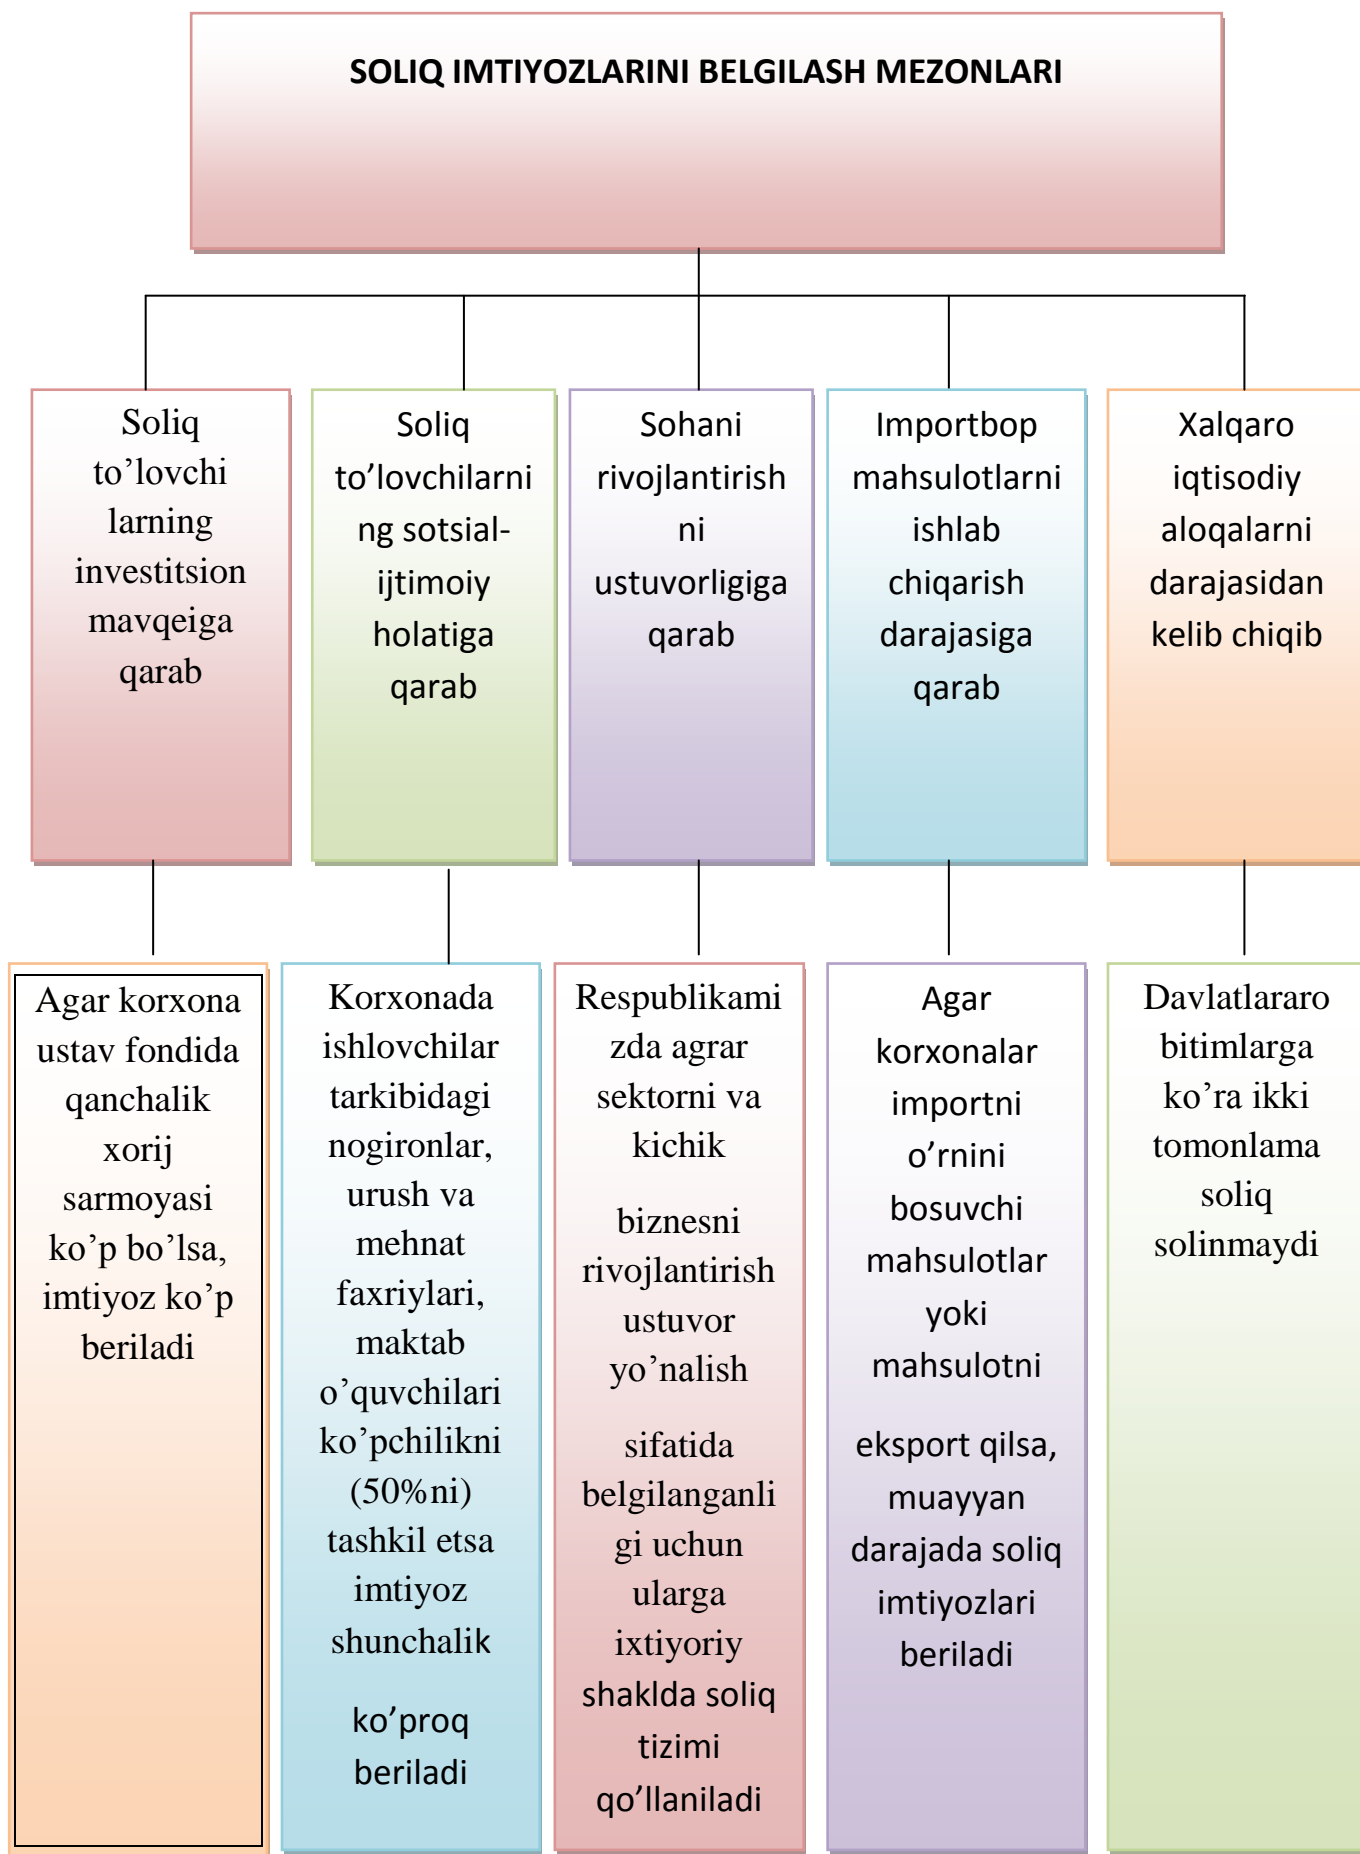 SOLIQ IMTIYOZLARINI BELGILASH MEZONLARI
Soliq
to’lovchi
larning
investitsion
mavqeiga
qarab
Soliq
to’lovchilarni
ng sotsial-
ijtimoiy
holatiga
qarab
Sohani
rivojlantirish
ni
ustuvorligiga
qarab
Importbop
mahsulotlarni
ishlab
chiqarish
darajasiga
qarab
Xalqaro
iqtisodiy
aloqalarni
darajasidan
kelib chiqib
Agar korxona
ustav fondida
qanchalik
xorij
sarmoyasi
ko’p bo’lsa,
imtiyoz ko’p
beriladi
Korxonada
ishlovchilar
tarkibidagi
nogironlar,
urush va
mehnat
faxriylari,
maktab
o’quvchilari
ko’pchilikni
(50%ni)
tashkil etsa
imtiyoz
shunchalik
ko’proq
beriladi
Respublikami
zda agrar
sektorni va
kichik
biznesni
rivojlantirish
ustuvor
yo’nalish
sifatida
belgilanganli
gi uchun
ularga
ixtiyoriy
shaklda soliq
tizimi
qo’llaniladi
Agar
korxonalar
importni
o’rnini
bosuvchi
mahsulotlar
yoki
mahsulotni
eksport qilsa,
muayyan
darajada soliq
imtiyozlari
beriladi
Davlatlararo
bitimlarga
ko’ra ikki
tomonlama
soliq
solinmaydi